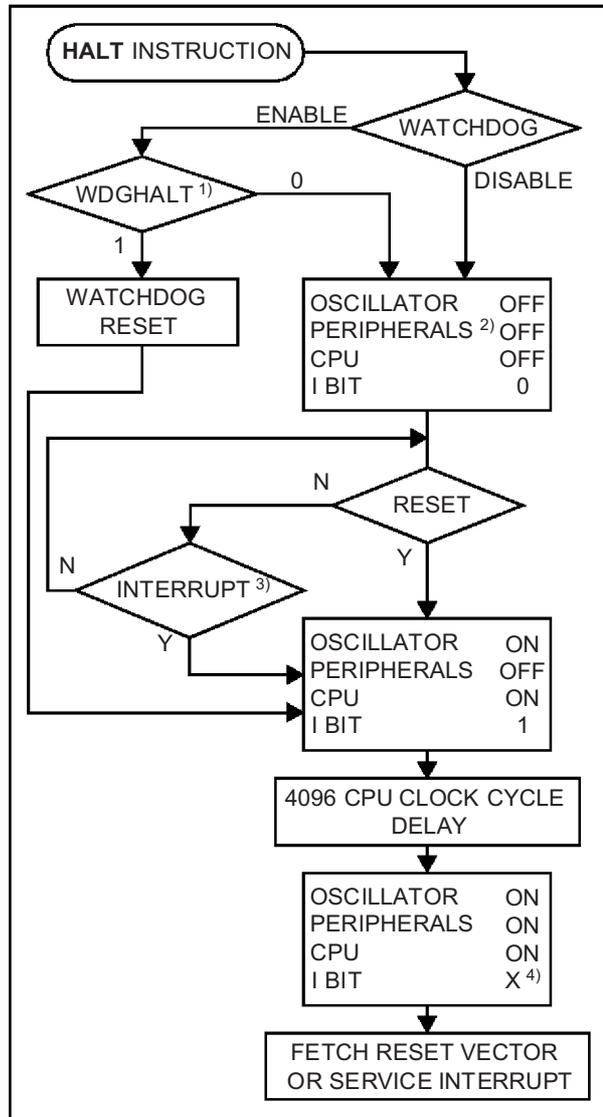 HALT INSTRUCTION
ENABLE
WATCHDOG
WDGHALT 1)
0
DISABLE
1
WATCHDOG
RESET
OSCILLATOR OFF
PERIPHERALS 2) OFF
CPU OFF
I BIT 0
N
RESET
N
INTERRUPT 3)
Y
Y
OSCILLATOR ON
PERIPHERALS OFF
CPU ON
I BIT 1
4096 CPU CLOCK CYCLE
DELAY
OSCILLATOR ON
PERIPHERALS ON
CPU ON
I BIT X 4)
FETCH RESET VECTOR
OR SERVICE INTERRUPT